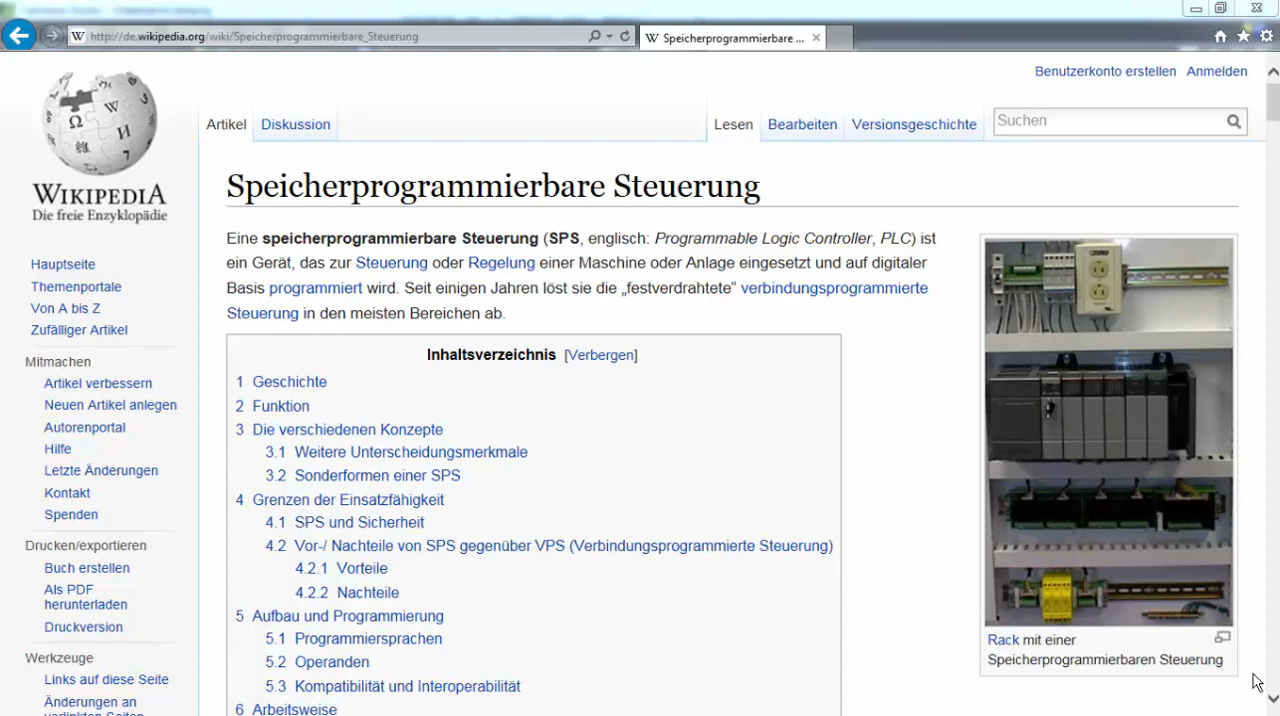 http://de.wikipedia.org/wiki/Speicherprogrammierbare_Steuerung
W Speicherprogrammierbare ...
Benutzerkonto erstellen Anmelden
Artikel Diskussion Lesen Bearbeiten Versionsgeschichte Suchen
WIKIPEDIA
Die freie Enzyklopädie
Hauptseite
Themenportale
Von A bis Z
Zufälliger Artikel
Mitmachen
Artikel verbessern
Neuen Artikel anlegen
Autorenportal
Hilfe
Letzte Änderungen
Kontakt
Spenden
Drucken/exportieren
Buch erstellen
Als PDF
herunterladen
Druckversion
Werkzeuge
Links auf diese Seite
Änderungen an
verlinkten Seiten
Speicherprogrammierbare Steuerung
Eine speicherprogrammierbare Steuerung (SPS, englisch: Programmable Logic Controller, PLC) ist
ein Gerät, das zur Steuerung oder Regelung einer Maschine oder Anlage eingesetzt und auf digitaler
Basis programmiert wird. Seit einigen Jahren löst sie die „festverdrahtete“ verbindungsprogrammierte
Steuerung in den meisten Bereichen ab.
Inhaltsverzeichnis [Verbergen]
1 Geschichte
2 Funktion
3 Die verschiedenen Konzepte
3.1 Weitere Unterscheidungsmerkmale
3.2 Sonderformen einer SPS
4 Grenzen der Einsatzfähigkeit
4.1 SPS und Sicherheit
4.2 Vor-/ Nachteile von SPS gegenüber VPS (Verbindungsprogrammierte Steuerung)
4.2.1 Vorteile
4.2.2 Nachteile
5 Aufbau und Programmierung
5.1 Programmiersprachen
5.2 Operanden
5.3 Kompatibilität und Interoperabilität
6 Arbeitsweise
Rack mit einer
Speicherprogrammierbaren Steuerung